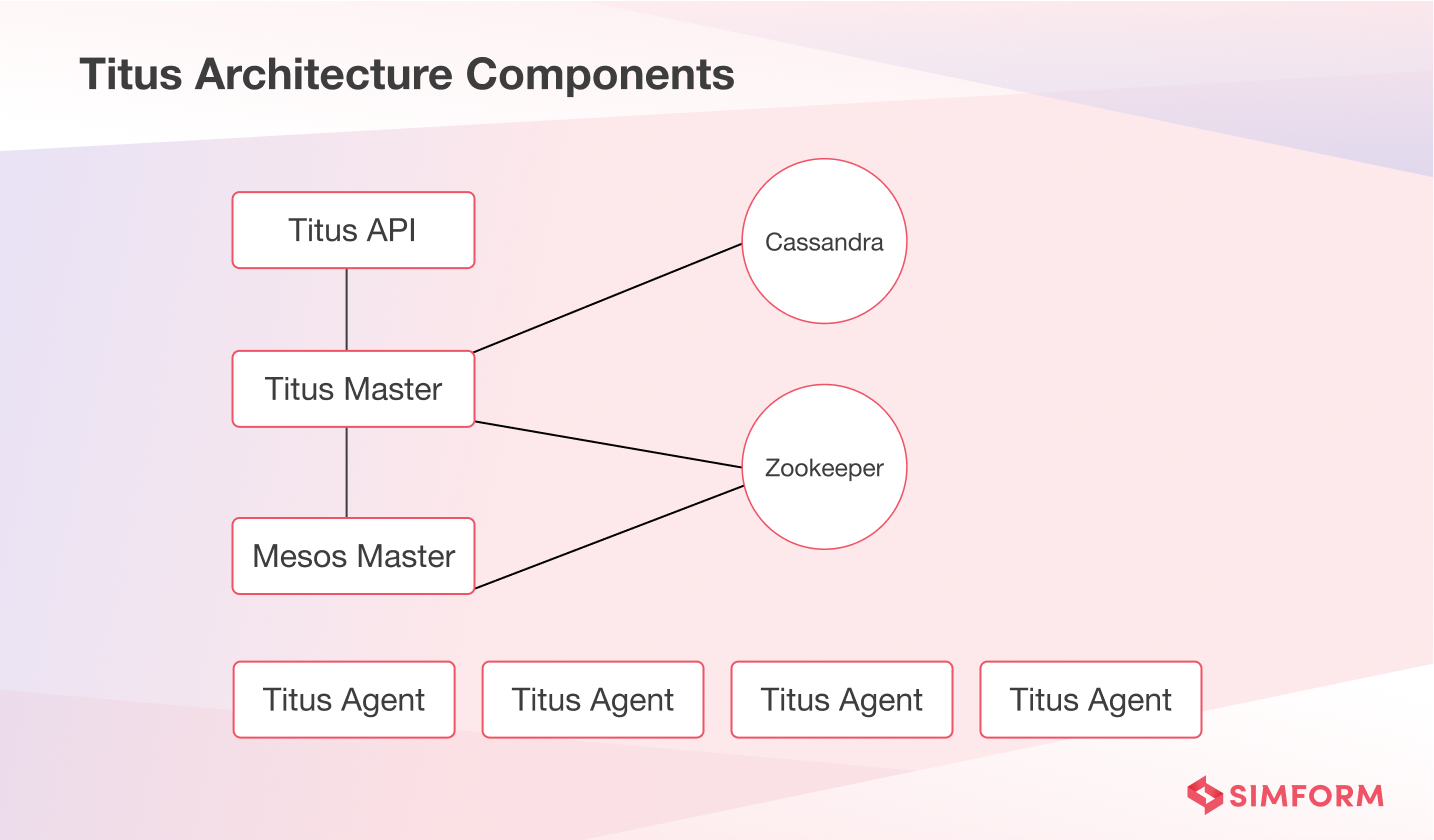 Titus Architecture Components
Titus API
Cassandra
Titus Master
Zookeeper
Mesos Master
Titus Agent
Titus Agent
Titus Agent
Titus Agent
SIMFORM